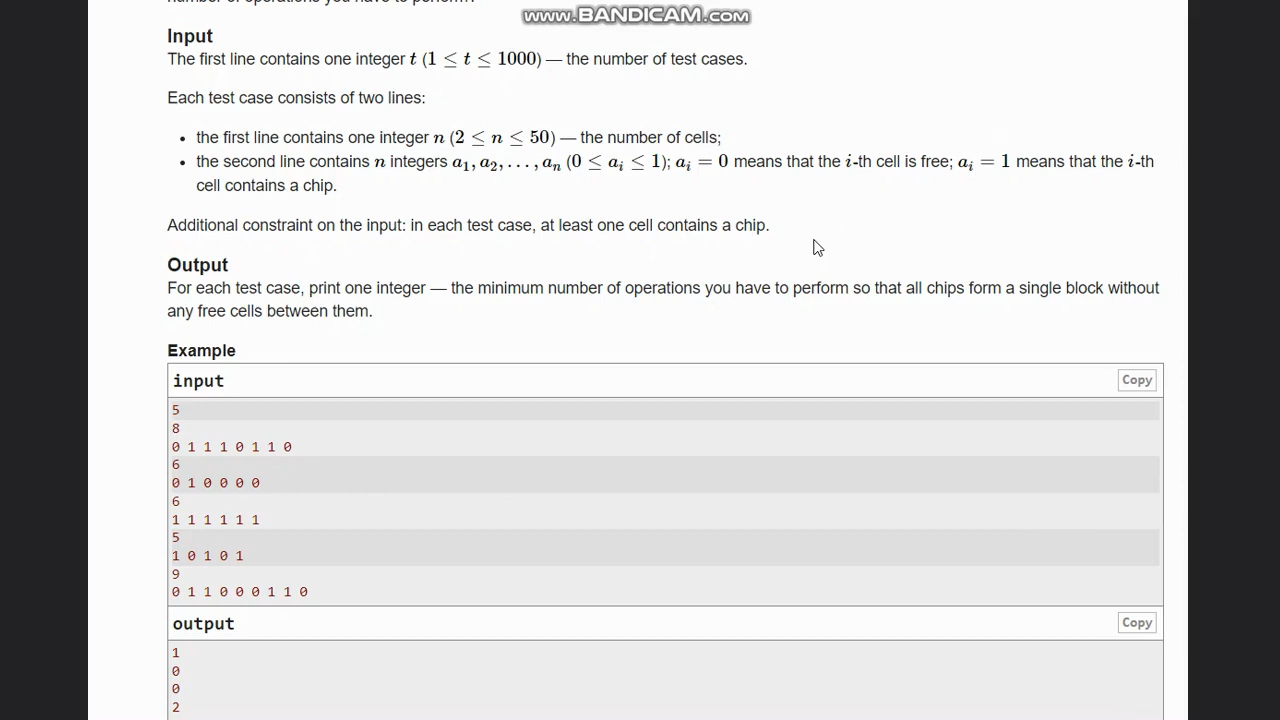 number of operations you have to perform?
www.BANDICAM.com
Input
The first line contains one integer t (1 ≤ t ≤ 1000) — the number of test cases.
Each test case consists of two lines:
• the first line contains one integer n (2 ≤ n ≤ 50) — the number of cells;
• the second line contains n integers a1, a2, . . . , an (0 ≤ ai ≤ 1); ai = 0 means that the i-th cell is free; ai = 1 means that the i-th
cell contains a chip.
Additional constraint on the input: in each test case, at least one cell contains a chip.
Output
For each test case, print one integer — the minimum number of operations you have to perform so that all chips form a single block without
any free cells between them.
Example
input
Copy
5
8
0 1 1 1 0 1 1 0
6
0 1 0 0 0 0
6
1 1 1 1 1 1
5
1 0 1 0 1
9
0 1 1 0 0 0 1 1 0
output
Copy
1
0
0
2